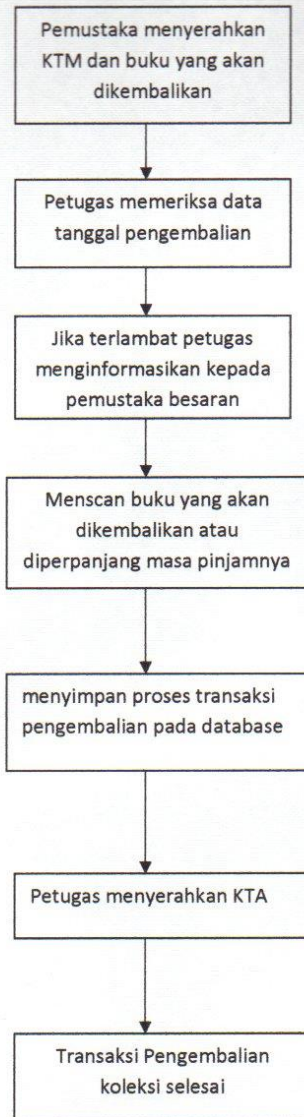 Pemustaka menyerahkan
KTM dan buku yang akan
dikembalikan
Petugas memeriksa data
tanggal pengembalian
Jika terlambat petugas
menginformasikan kepada
pemustaka besaran
Menscan buku yang akan
dikembalikan atau
diperpanjang masa pinjamnya
menyimpan proses transaksi
pengembalian pada database
Petugas menyerahkan KTA
Transaksi Pengembalian
koleksi selesai